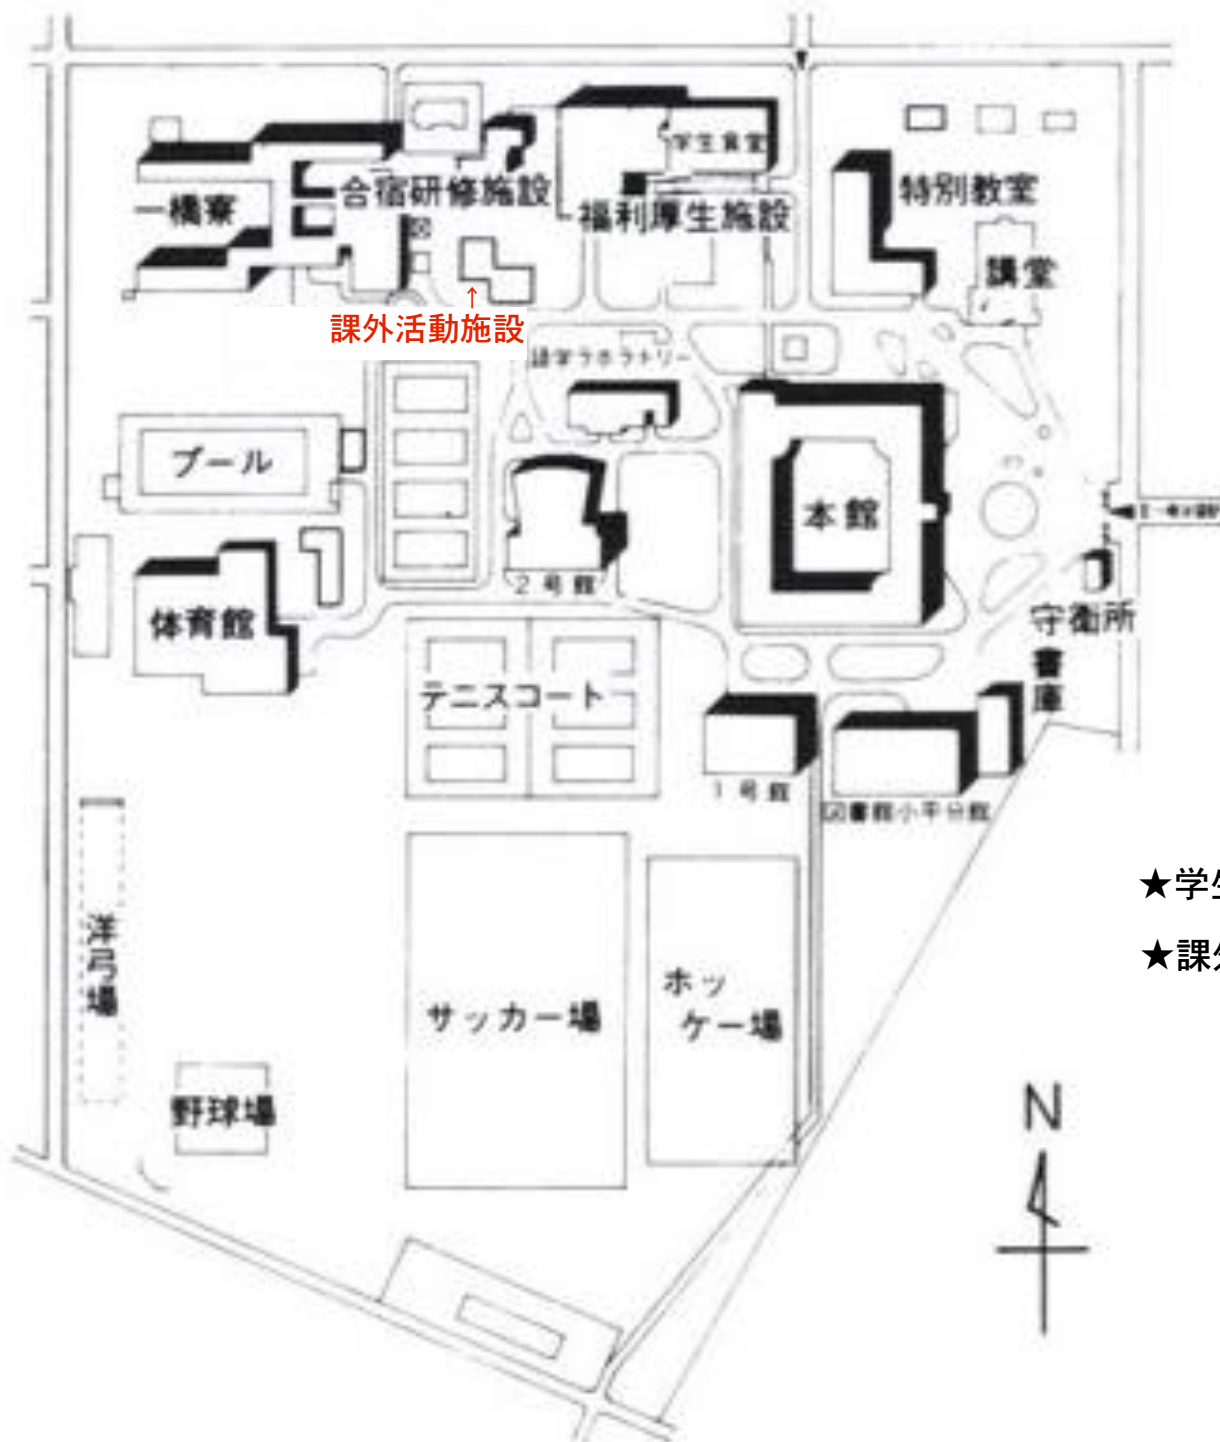 学生食堂
合宿研修施設
特別教室
一橋寮
福利厚生施設
講堂
↑
課外活動施設
語学ラボラトリー
プール
本館
2号館
体育館
守衛所
書庫
テニスコート
1号館
図書館小平分館
★学生
★課外
洋弓場
サッカー場
ホッ
ケー場
野球場
N